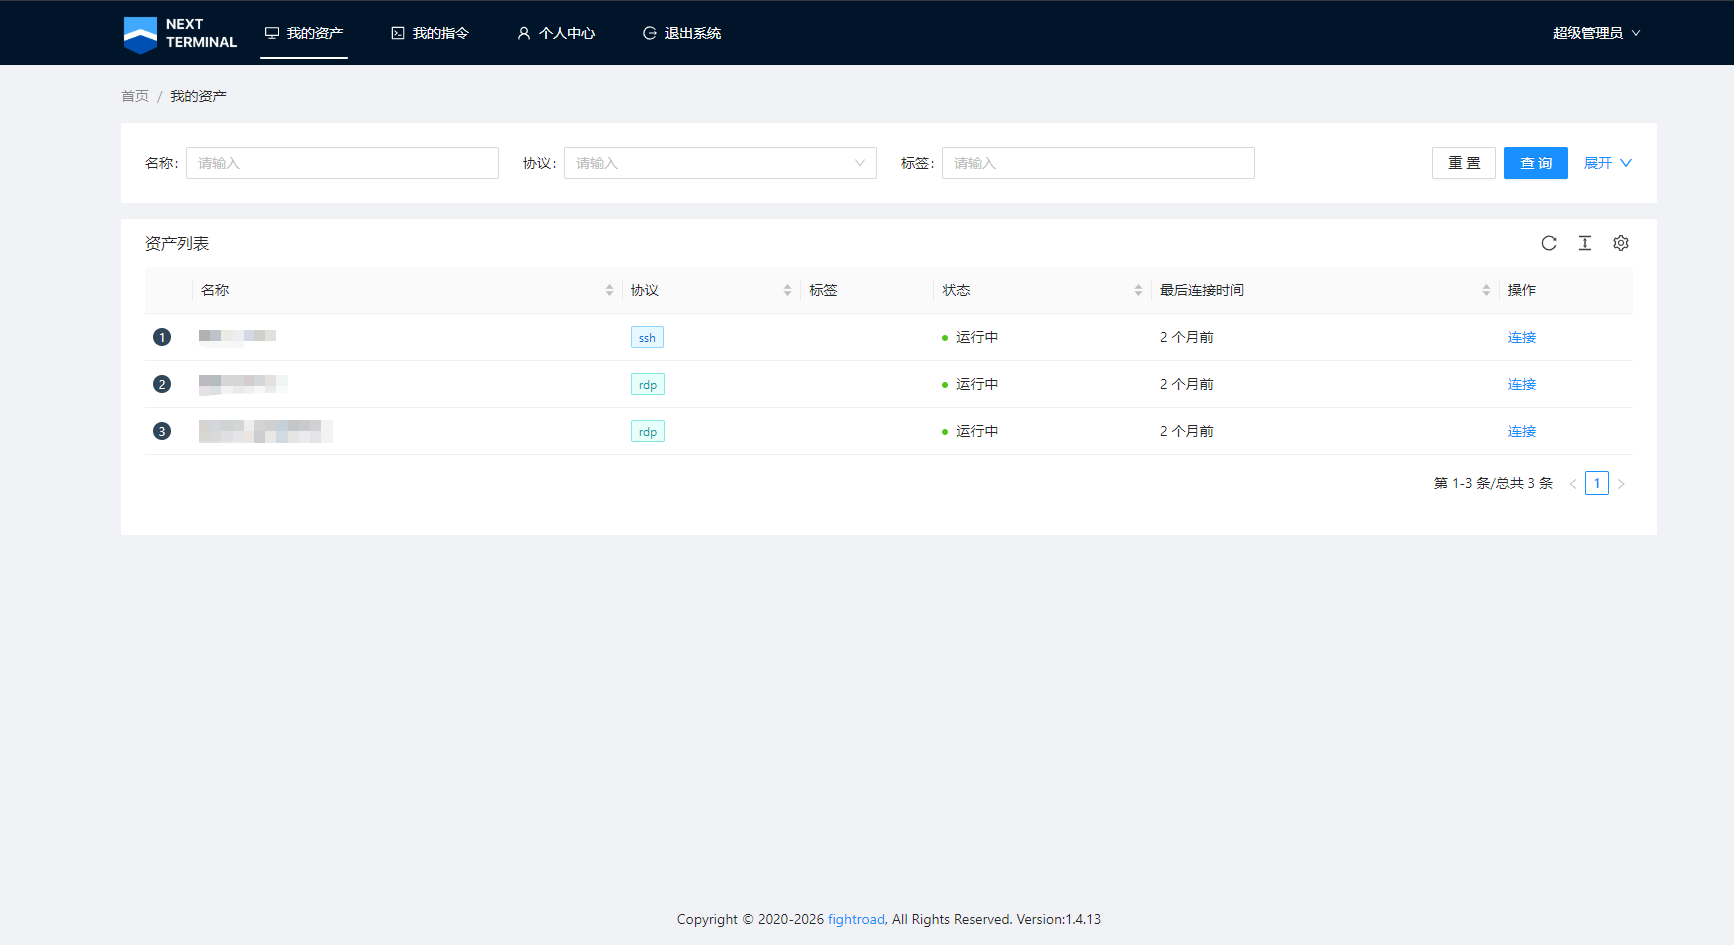 NEXT
TERMINAL
我的资产
我的指令
个人中心
退出系统
超级管理员
首页 / 我的资产
名称: 请输入
协议: 请输入
标签: 请输入
重 置
查 询
展开
资产列表
名称 协议 标签 状态 最后连接时间 操作
1 ssh 运行中 2 个月前 连接
2 rdp 运行中 2 个月前 连接
3 rdp 运行中 2 个月前 连接
第 1-3 条/总共 3 条 < 1 >
Copyright © 2020-2026 fightroad, All Rights Reserved. Version:1.4.13